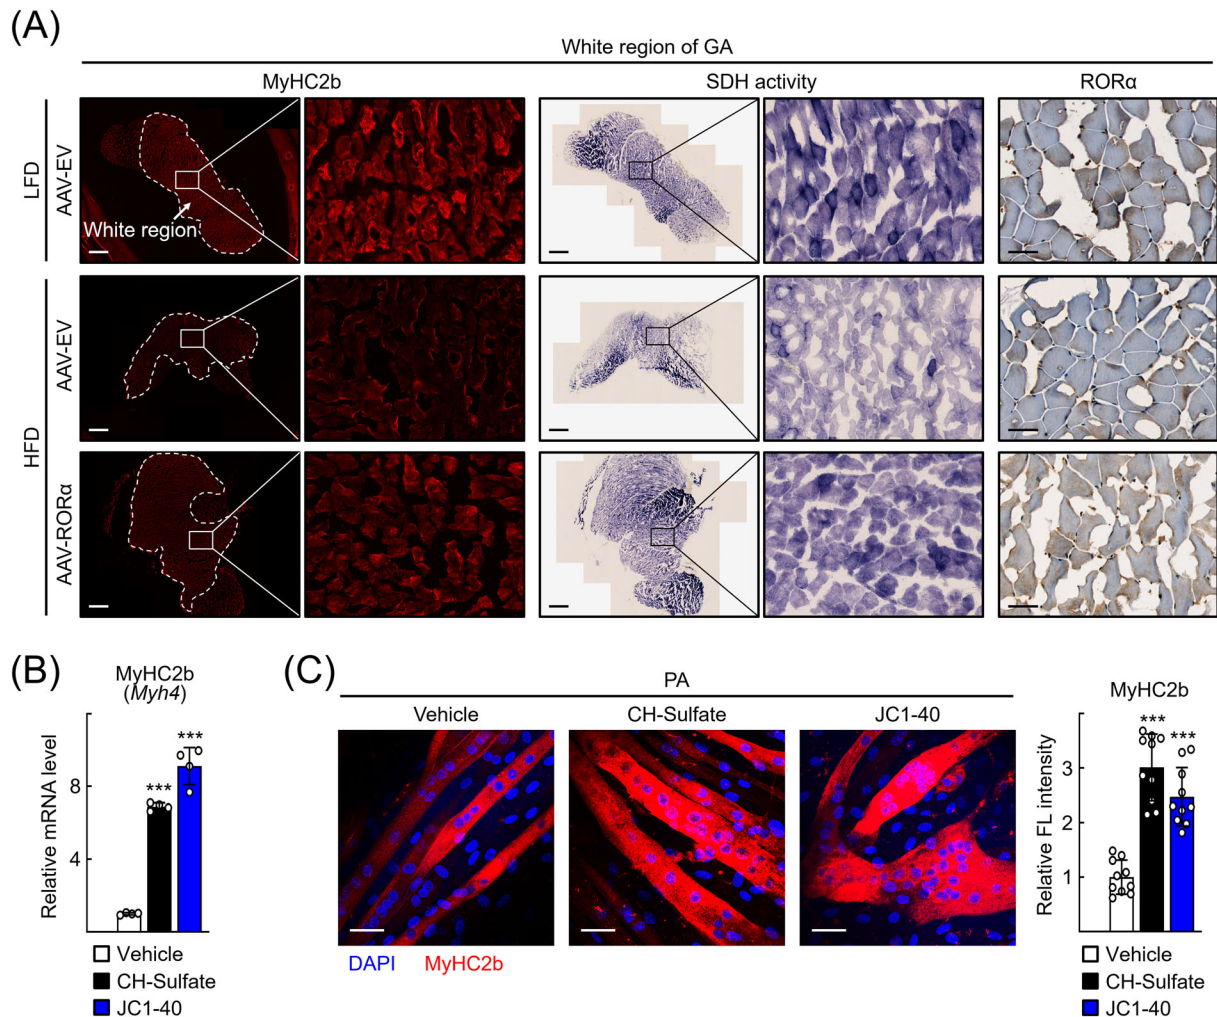 (A)
White region of GA
MyHC2b
SDH activity
RORα
LFD
AAV-EV
White region
HFD
AAV-EV
AAV-RORα
(B)
MyHC2b
(Myh4)
Relative mRNA level
8
4
***
***
Vehicle
CH-Sulfate
JC1-40
(C)
PA
Vehicle
CH-Sulfate
JC1-40
DAPI
MyHC2b
MyHC2b
Relative FL intensity
3
2
1
***
***
Vehicle
CH-Sulfate
JC1-40